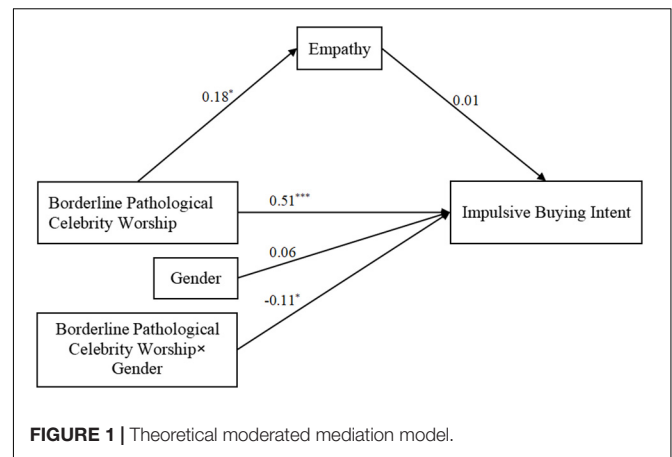 Empathy
0.18*
0.01
Borderline Pathological
Celebrity Worship
0.51***
Impulsive Buying Intent
0.06
Gender
-0.11*
Borderline Pathological
Celebrity Worship×
Gender
FIGURE 1 | Theoretical moderated mediation model.